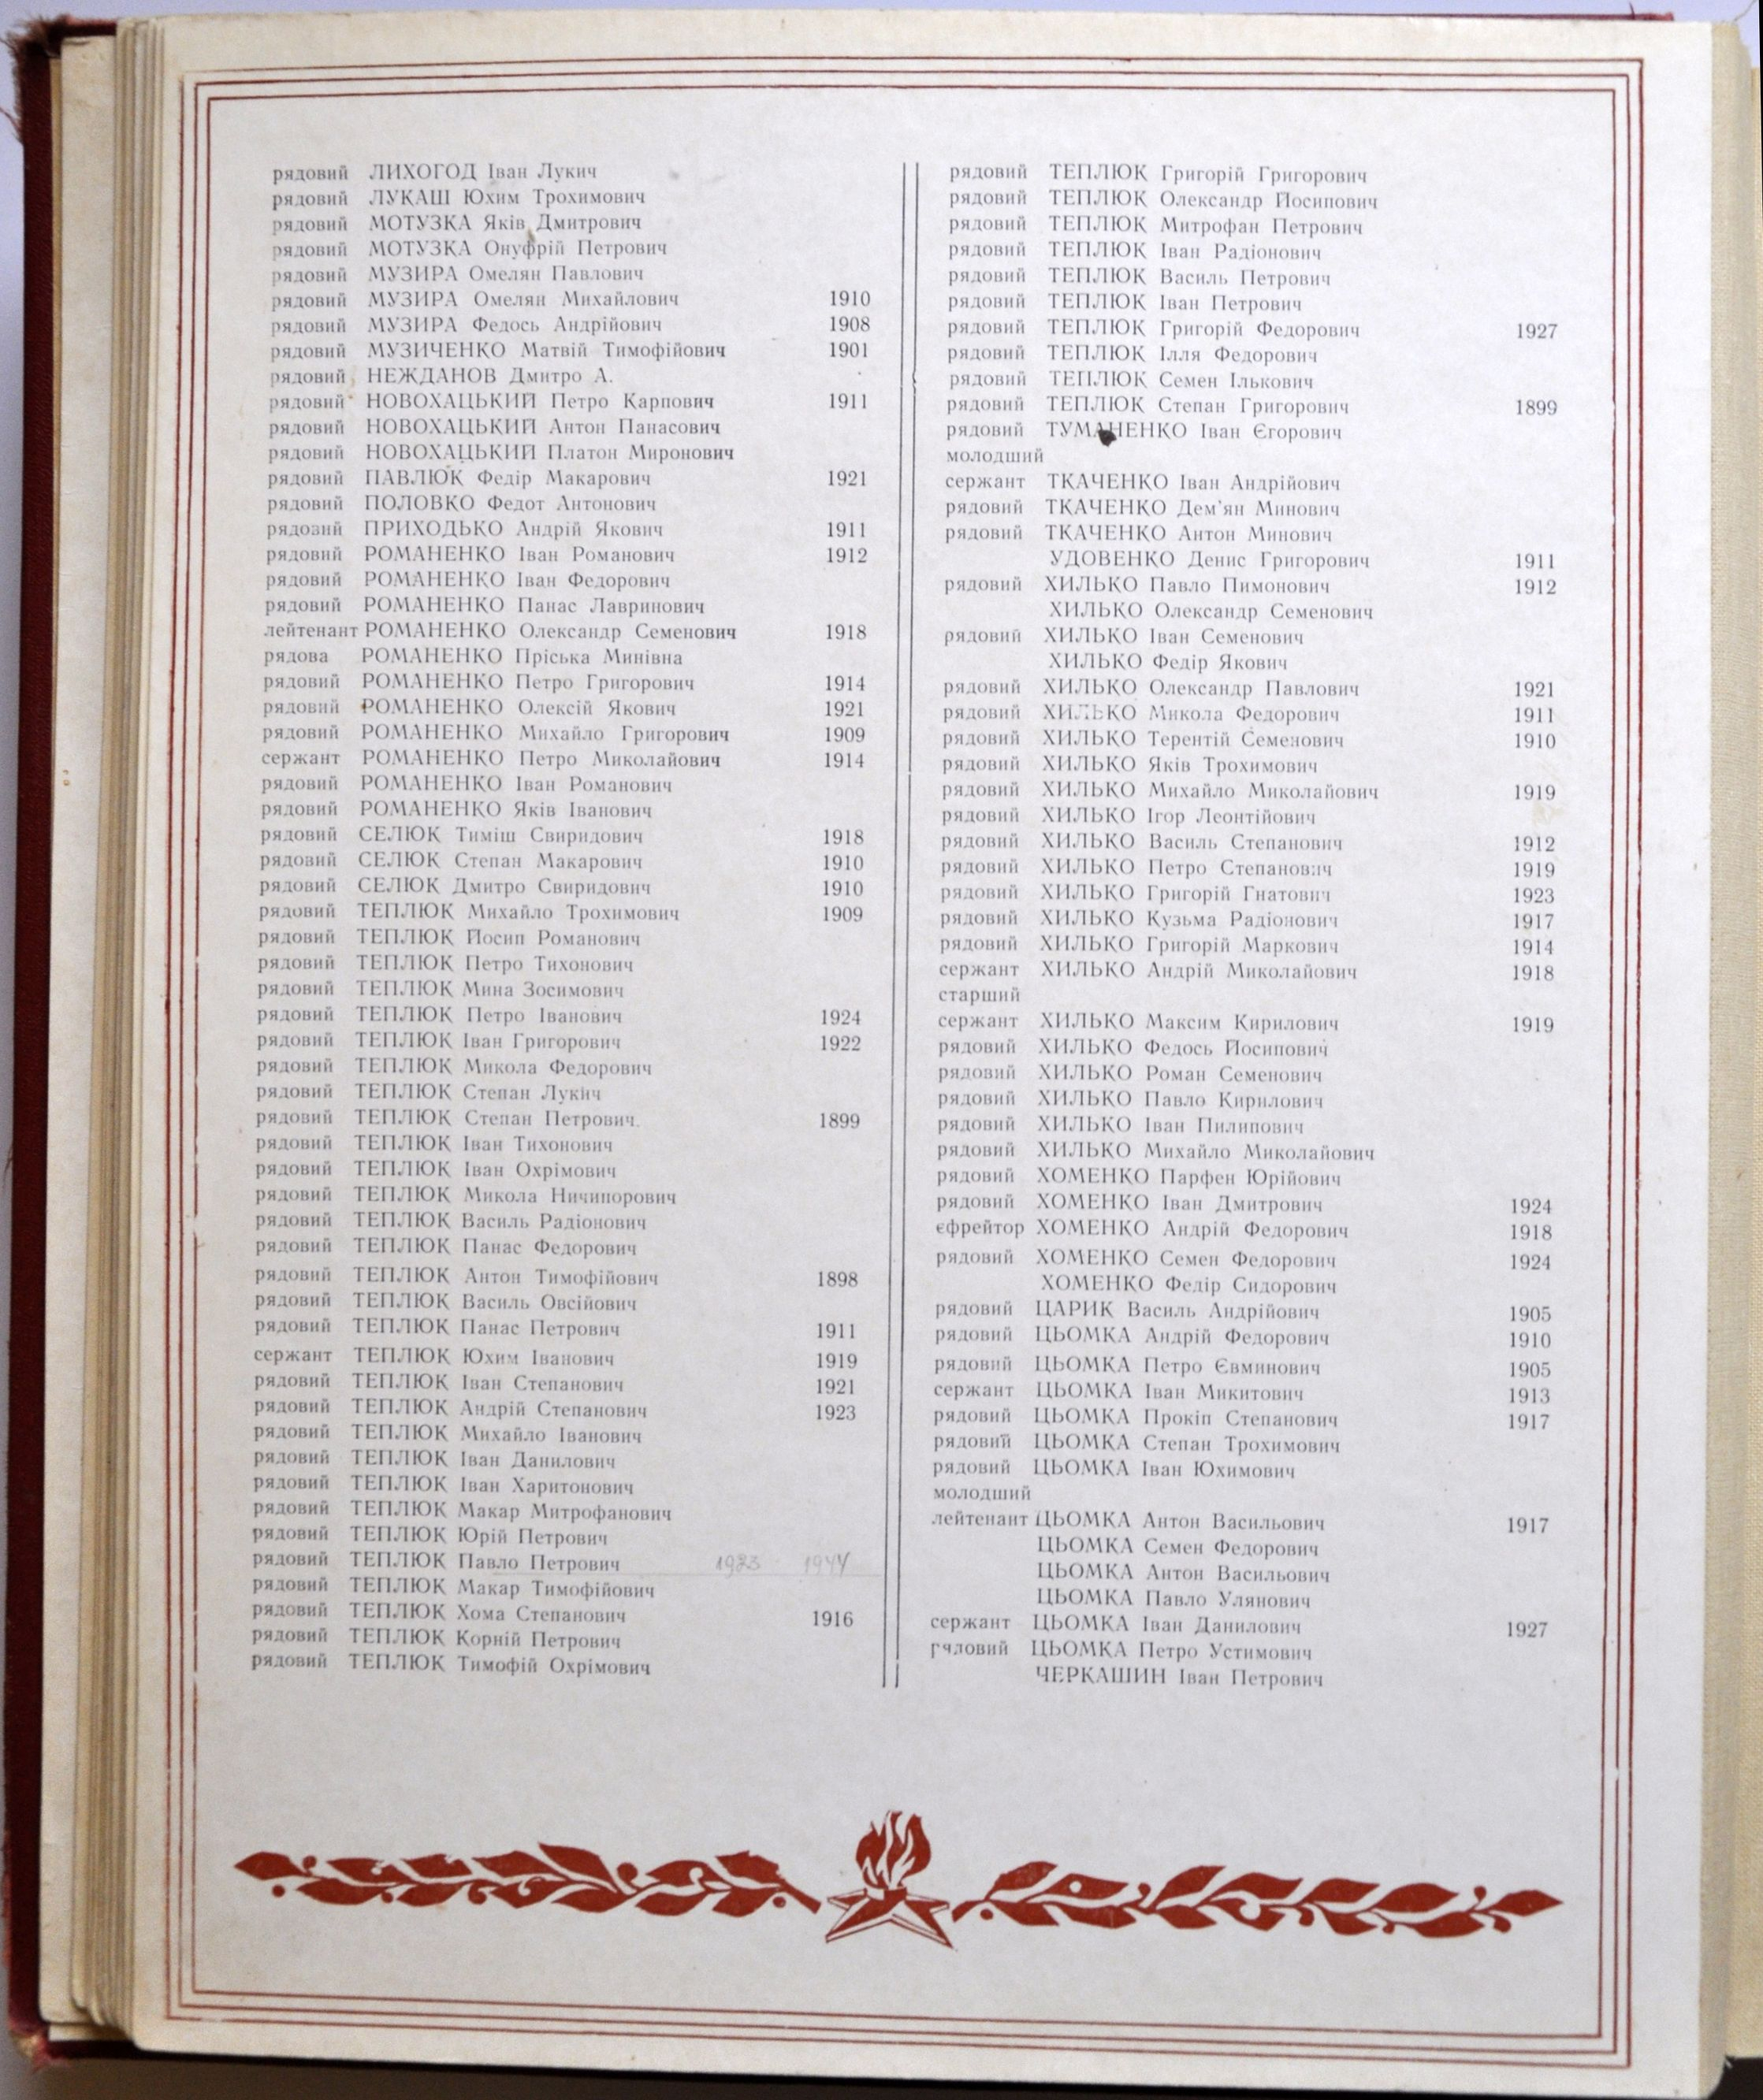 рядовий ЛИХОГОД Іван Лукич
рядовий ЛУКАШ Юхим Трохимович
рядовий МОТУЗКА Яків Дмитрович
рядовий МОТУЗКА Онуфрій Петрович
рядовий МУЗИРА Омелян Павлович
рядовий МУЗИРА Омелян Михайлович 1910
рядовий МУЗИРА Федось Андрійович 1908
рядовий МУЗИЧЕНКО Матвій Тимофійович 1901
рядовий НЕЖДАНОВ Дмитро А.
рядовий НОВОХАЦЬКИЙ Петро Карпович 1911
рядовий НОВОХАЦЬКИЙ Антон Панасович
рядовий НОВОХАЦЬКИЙ Платон Миронович
рядовий ПАВЛЮК Федір Макарович 1921
рядовий ПОЛОВКО Федот Антонович
рядовий ПРИХОДЬКО Андрій Якович 1911
рядовий РОМАНЕНКО Іван Романович 1912
рядовий РОМАНЕНКО Іван Федорович
рядовий РОМАНЕНКО Панас Лавринович
лейтенант РОМАНЕНКО Олександр Семенович 1918
рядова РОМАНЕНКО Пріська Минівна
рядовий РОМАНЕНКО Петро Григорович 1914
рядовий РОМАНЕНКО Олексій Якович 1921
рядовий РОМАНЕНКО Михайло Григорович 1909
сержант РОМАНЕНКО Петро Миколайович 1914
рядовий РОМАНЕНКО Іван Романович
рядовий РОМАНЕНКО Яків Іванович
рядовий СЕЛЮК Тиміш Свиридович 1918
рядовий СЕЛЮК Степан Макарович 1910
рядовий СЕЛЮК Дмитро Свиридович 1910
рядовий ТЕПЛЮК Михайло Трохимович 1909
рядовий ТЕПЛЮК Йосип Романович
рядовий ТЕПЛЮК Петро Тихонович
рядовий ТЕПЛЮК Мина Зосимович
рядовий ТЕПЛЮК Петро Іванович 1924
рядовий ТЕПЛЮК Іван Григорович 1922
рядовий ТЕПЛЮК Микола Федорович
рядовий ТЕПЛЮК Степан Лукич
рядовий ТЕПЛЮК Степан Петрович 1899
рядовий ТЕПЛЮК Іван Тихонович
рядовий ТЕПЛЮК Іван Охрімович
рядовий ТЕПЛЮК Микола Ничипорович
рядовий ТЕПЛЮК Василь Радіонович
рядовий ТЕПЛЮК Панас Федорович
рядовий ТЕПЛЮК Антон Тимофійович 1898
рядовий ТЕПЛЮК Василь Овсійович
рядовий ТЕПЛЮК Панас Петрович 1911
сержант ТЕПЛЮК Юхим Іванович 1919
рядовий ТЕПЛЮК Іван Степанович 1921
рядовий ТЕПЛЮК Андрій Степанович 1923
рядовий ТЕПЛЮК Михайло Іванович
рядовий ТЕПЛЮК Іван Данилович
рядовий ТЕПЛЮК Іван Харитонович
рядовий ТЕПЛЮК Макар Митрофанович
рядовий ТЕПЛЮК Юрій Петрович
рядовий ТЕПЛЮК Павло Петрович 1923 1944
рядовий ТЕПЛЮК Макар Тимофійович
рядовий ТЕПЛЮК Хома Степанович 1916
рядовий ТЕПЛЮК Корній Петрович
рядовий ТЕПЛЮК Тимофій Охрімович
рядовий ТЕПЛЮК Григорій Григорович
рядовий ТЕПЛЮК Олександр Йосипович
рядовий ТЕПЛЮК Митрофан Петрович
рядовий ТЕПЛЮК Іван Радіонович
рядовий ТЕПЛЮК Василь Петрович
рядовий ТЕПЛЮК Іван Петрович
рядовий ТЕПЛЮК Григорій Федорович 1927
рядовий ТЕПЛЮК Ілля Федорович
рядовий ТЕПЛЮК Семен Ількович
рядовий ТЕПЛЮК Степан Григорович 1899
рядовий ТУМАНЕНКО Іван Єгорович
молодший
сержант ТКАЧЕНКО Іван Андрійович
рядовий ТКАЧЕНКО Дем'ян Минович
рядовий ТКАЧЕНКО Антон Минович
УДОВЕНКО Денис Григорович 1911
рядовий ХИЛЬКО Павло Пимонович 1912
ХИЛЬКО Олександр Семенович
рядовий ХИЛЬКО Іван Семенович
ХИЛЬКО Федір Якович
рядовий ХИЛЬКО Олександр Павлович 1921
рядовий ХИЛЬКО Микола Федорович 1911
рядовий ХИЛЬКО Терентій Семенович 1910
рядовий ХИЛЬКО Яків Трохимович
рядовий ХИЛЬКО Михайло Миколайович 1919
рядовий ХИЛЬКО Ігор Леонтійович
рядовий ХИЛЬКО Василь Степанович 1912
рядовий ХИЛЬКО Петро Степанович 1919
рядовий ХИЛЬКО Григорій Гнатович 1923
рядовий ХИЛЬКО Кузьма Радіонович 1917
рядовий ХИЛЬКО Григорій Маркович 1914
сержант ХИЛЬКО Андрій Миколайович 1918
старший
сержант ХИЛЬКО Максим Кирилович 1919
рядовий ХИЛЬКО Федось Йосипович
рядовий ХИЛЬКО Роман Семенович
рядовий ХИЛЬКО Павло Кирилович
рядовий ХИЛЬКО Іван Пилипович
рядовий ХИЛЬКО Михайло Миколайович
рядовий ХОМЕНКО Парфен Юрійович
рядовий ХОМЕНКО Іван Дмитрович 1924
єфрейтор ХОМЕНКО Андрій Федорович 1918
рядовий ХОМЕНКО Семен Федорович 1924
ХОМЕНКО Федір Сидорович
рядовий ЦАРИК Василь Андрійович 1905
рядовий ЦЬОМКА Андрій Федорович 1910
рядовий ЦЬОМКА Петро Євминович 1905
сержант ЦЬОМКА Іван Микитович 1913
рядовий ЦЬОМКА Прокіп Степанович 1917
рядовий ЦЬОМКА Степан Трохимович
рядовий ЦЬОМКА Іван Юхимович
молодший
лейтенант ЦЬОМКА Антон Васильович 1917
ЦЬОМКА Семен Федорович
ЦЬОМКА Антон Васильович
ЦЬОМКА Павло Улянович
сержант ЦЬОМКА Іван Данилович 1927
рядовий ЦЬОМКА Петро Устимович
ЧЕРКАШИН Іван Петрович